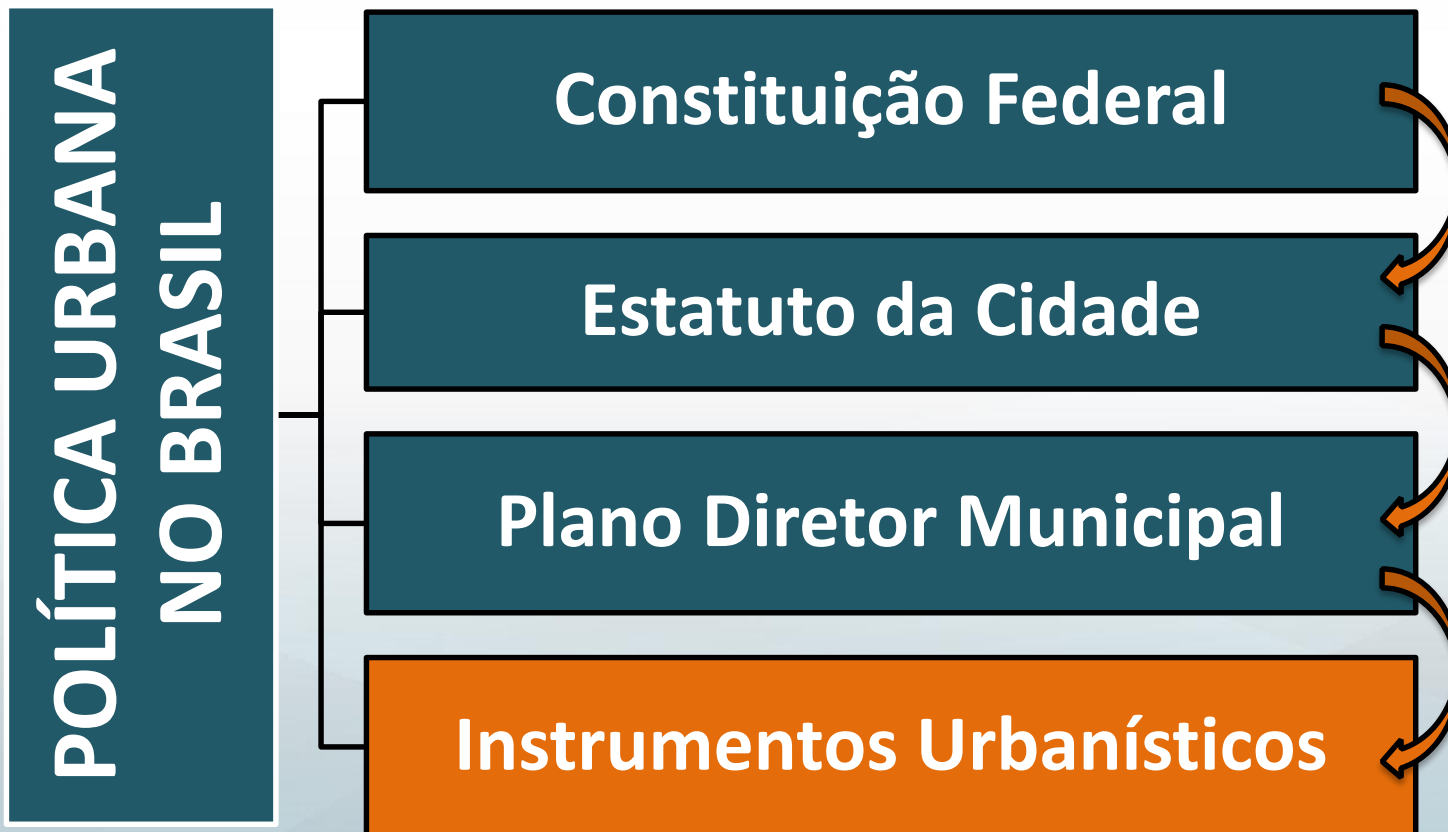 POLÍTICA URBANA
NO BRASIL
Constituição Federal
Estatuto da Cidade
Plano Diretor Municipal
Instrumentos Urbanísticos